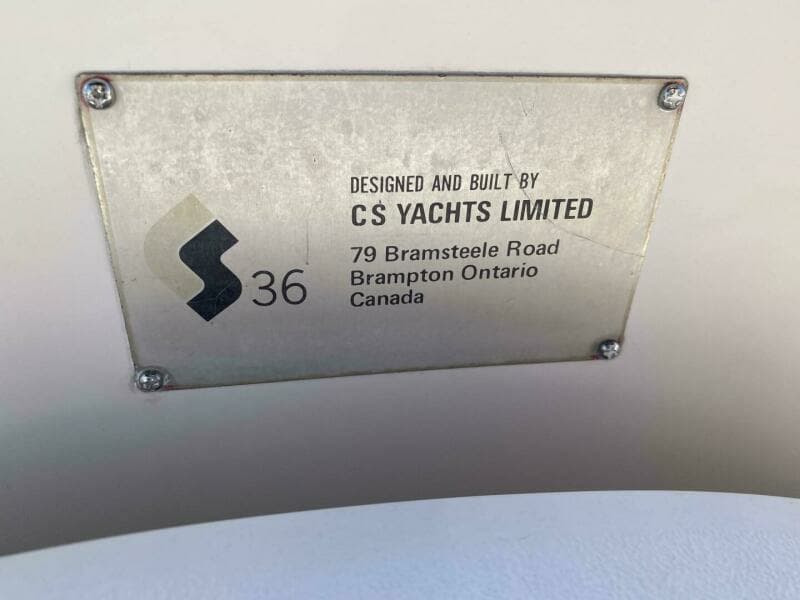 DESIGNED AND BUILT BY
CS YACHTS LIMITED
79 Bramsteele Road
Brampton Ontario
Canada
36